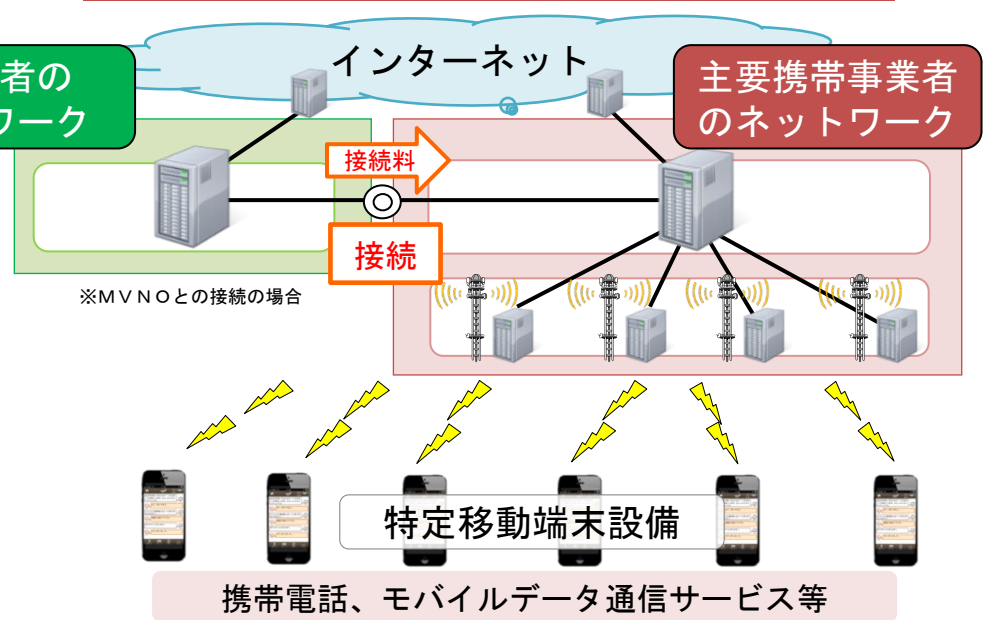 インターネット
者の
ワーク
主要携帯事業者
のネットワーク
接続料
接続
※ＭＶＮＯとの接続の場合
特定移動端末設備
携帯電話、モバイルデータ通信サービス等